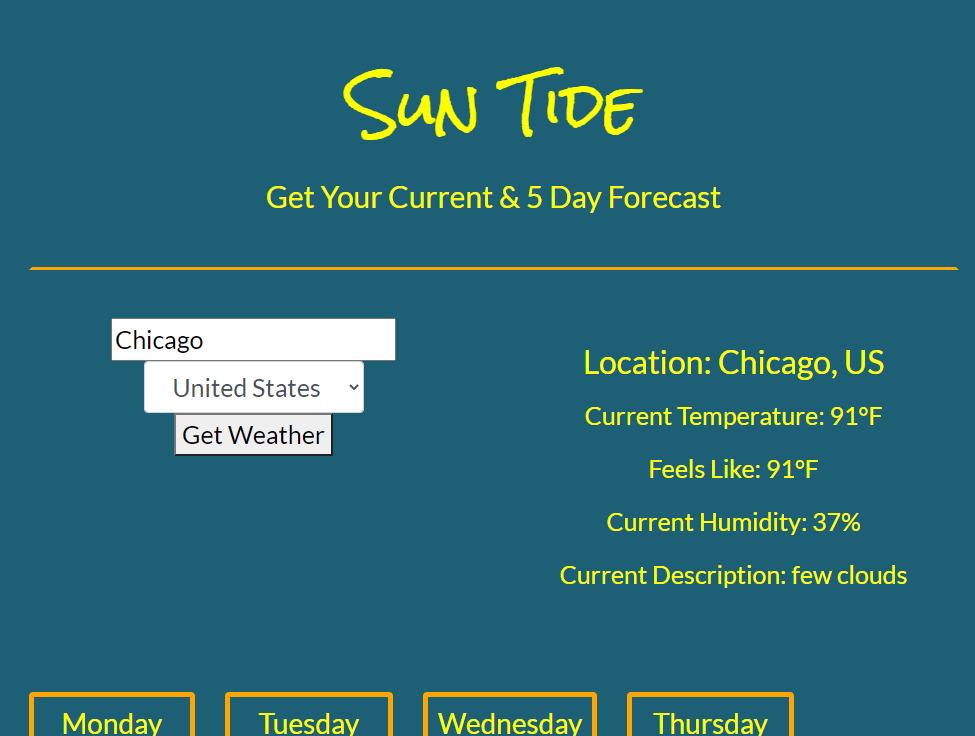 Sun Tide
Get Your Current & 5 Day Forecast
Chicago
United States
Get Weather
Location: Chicago, US
Current Temperature: 91°F
Feels Like: 91°F
Current Humidity: 37%
Current Description: few clouds
Monday
Tuesday
Wednesday
Thursday